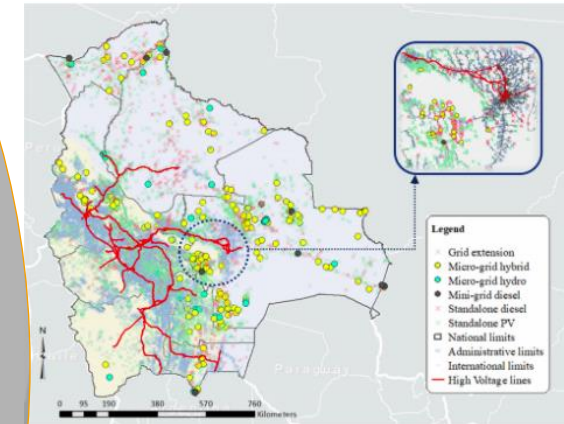 Legend
Grid extension
Micro-grid hybrid
Micro-grid hydro
Mini-grid diesel
Standalone diesel
Standalone PV
National limits
Administrative limits
International limits
High Voltage lines
Paraguay
N
0 95 190 380 570 760
Kilometers